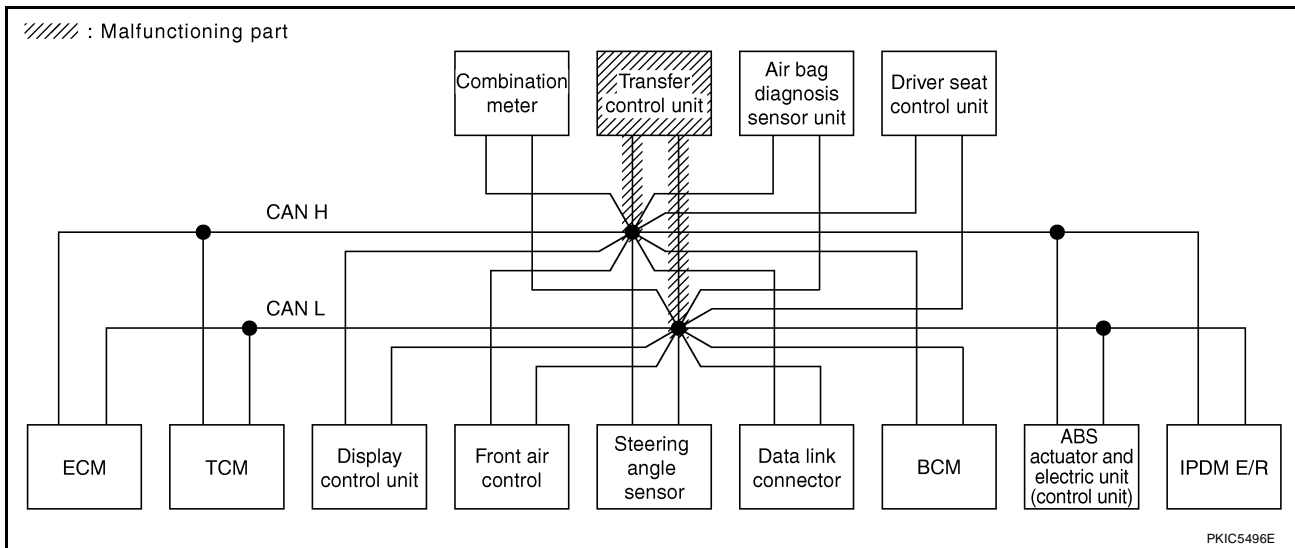 : Malfunctioning part
Combination
meter
Transfer
control unit
Air bag
diagnosis
sensor unit
Driver seat
control unit
CAN H
CAN L
ECM
TCM
Display
control unit
Front air
control
Steering
angle
sensor
Data link
connector
BCM
ABS
actuator and
electric unit
(control unit)
IPDM E/R
PKIC5496E